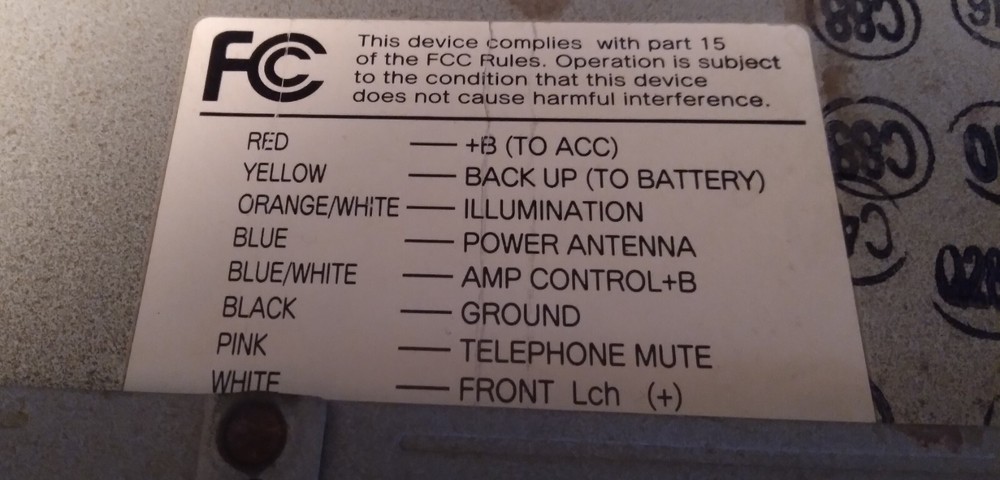 FCC
This device complies with part 15
of the FCC Rules. Operation is subject
to the condition that this device
does not cause harmful interference.
RED — +B (TO ACC)
YELLOW — BACK UP (TO BATTERY)
ORANGE/WHITE — ILLUMINATION
BLUE — POWER ANTENNA
BLUE/WHITE — AMP CONTROL+B
BLACK — GROUND
PINK — TELEPHONE MUTE
WHITE — FRONT Lch (+)